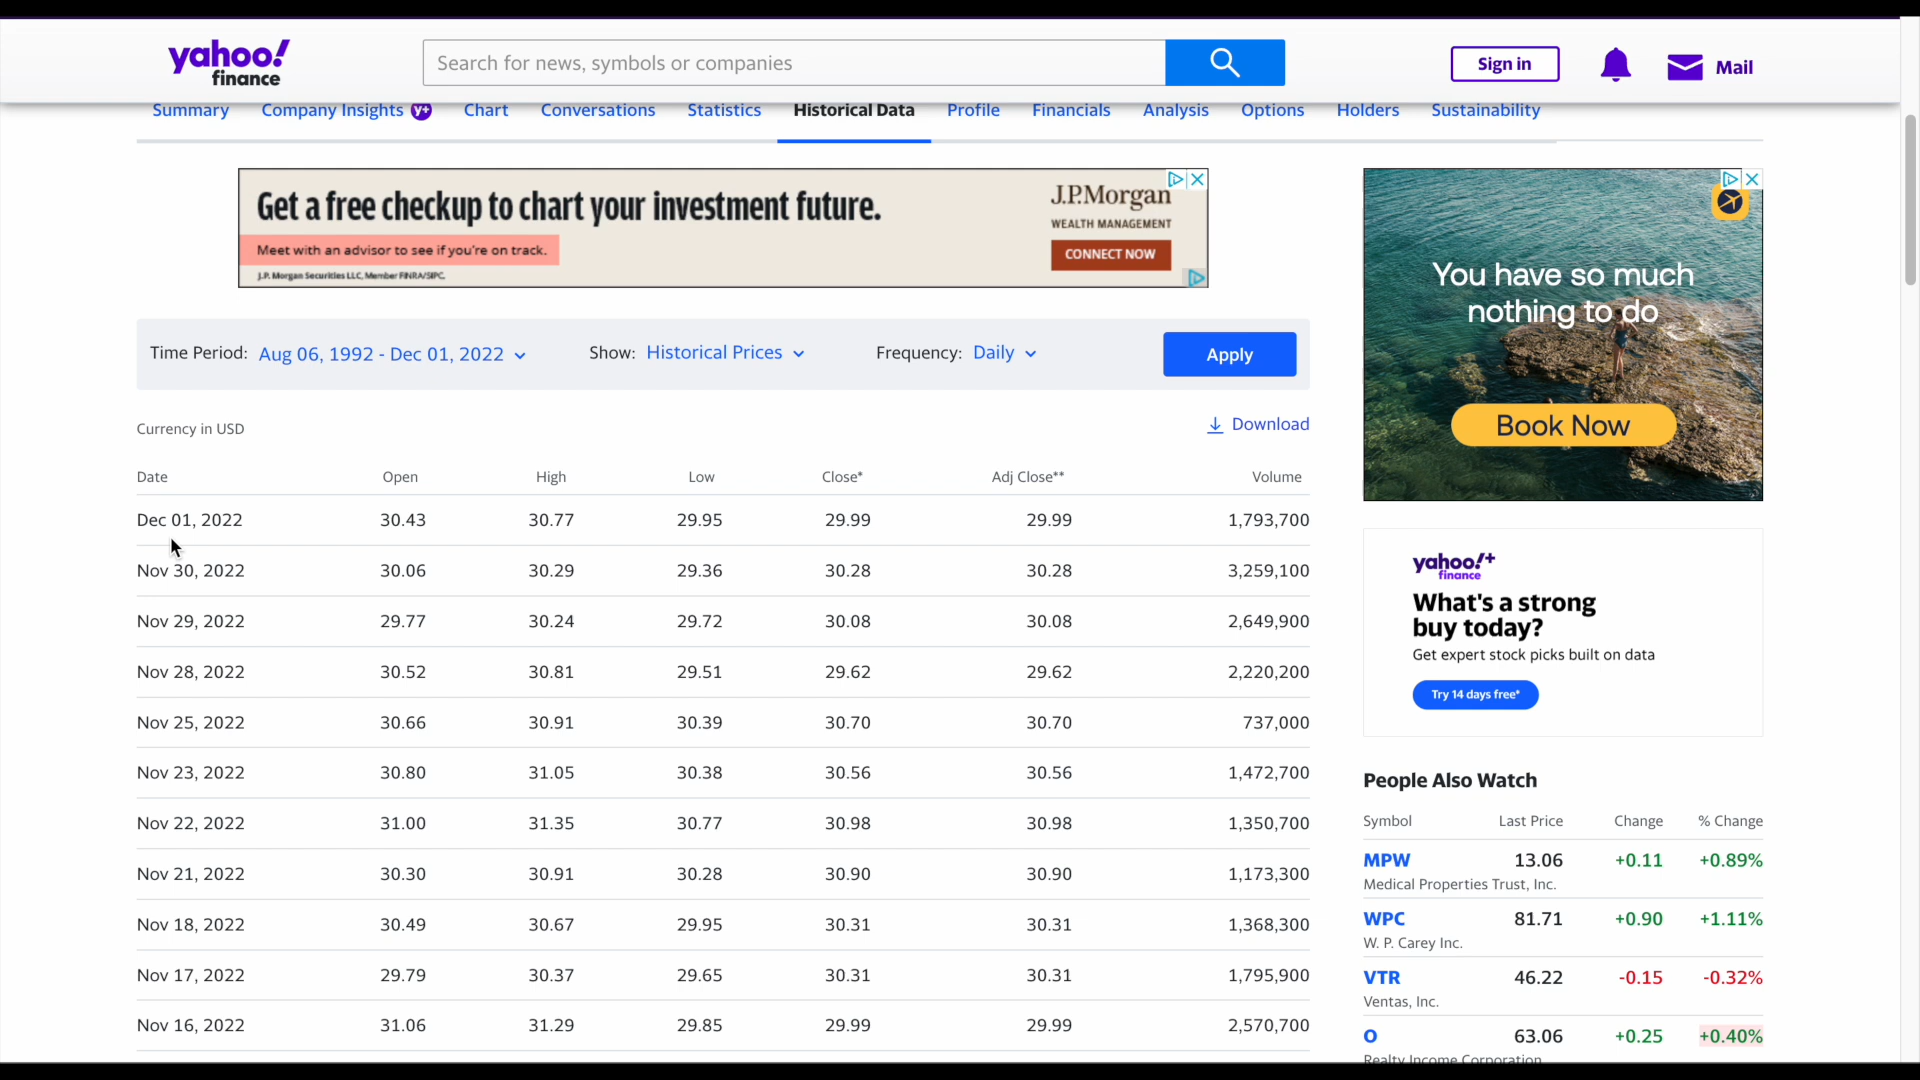 yahoo!
finance
Search for news, symbols or companies
Sign in
Mail
Summary Company Insights y+ Chart Conversations Statistics Historical Data Profile Financials Analysis Options Holders Sustainability
Get a free checkup to chart your investment future.
Meet with an advisor to see if you're on track.
J.P. Morgan Securities LLC, Member FINRA/SIPC.
J.P.Morgan
WEALTH MANAGEMENT
CONNECT NOW
You have so much
nothing to do
Book Now
Time Period: Aug 06, 1992 - Dec 01, 2022 Show: Historical Prices Frequency: Daily Apply
Currency in USD Download
Date Open High Low Close* Adj Close** Volume
Dec 01, 2022 30.43 30.77 29.95 29.99 29.99 1,793,700
Nov 30, 2022 30.06 30.29 29.36 30.28 30.28 3,259,100
Nov 29, 2022 29.77 30.24 29.72 30.08 30.08 2,649,900
Nov 28, 2022 30.52 30.81 29.51 29.62 29.62 2,220,200
Nov 25, 2022 30.66 30.91 30.39 30.70 30.70 737,000
Nov 23, 2022 30.80 31.05 30.38 30.56 30.56 1,472,700
Nov 22, 2022 31.00 31.35 30.77 30.98 30.98 1,350,700
Nov 21, 2022 30.30 30.91 30.28 30.90 30.90 1,173,300
Nov 18, 2022 30.49 30.67 29.95 30.31 30.31 1,368,300
Nov 17, 2022 29.79 30.37 29.65 30.31 30.31 1,795,900
Nov 16, 2022 31.06 31.29 29.85 29.99 29.99 2,570,700
yahoo!+
finance
What's a strong
buy today?
Get expert stock picks built on data
Try 14 days free*
People Also Watch
Symbol Last Price Change % Change
MPW 13.06 +0.11 +0.89%
Medical Properties Trust, Inc.
WPC 81.71 +0.90 +1.11%
W. P. Carey Inc.
VTR 46.22 -0.15 -0.32%
Ventas, Inc.
O 63.06 +0.25 +0.40%
Realty Income Corporation